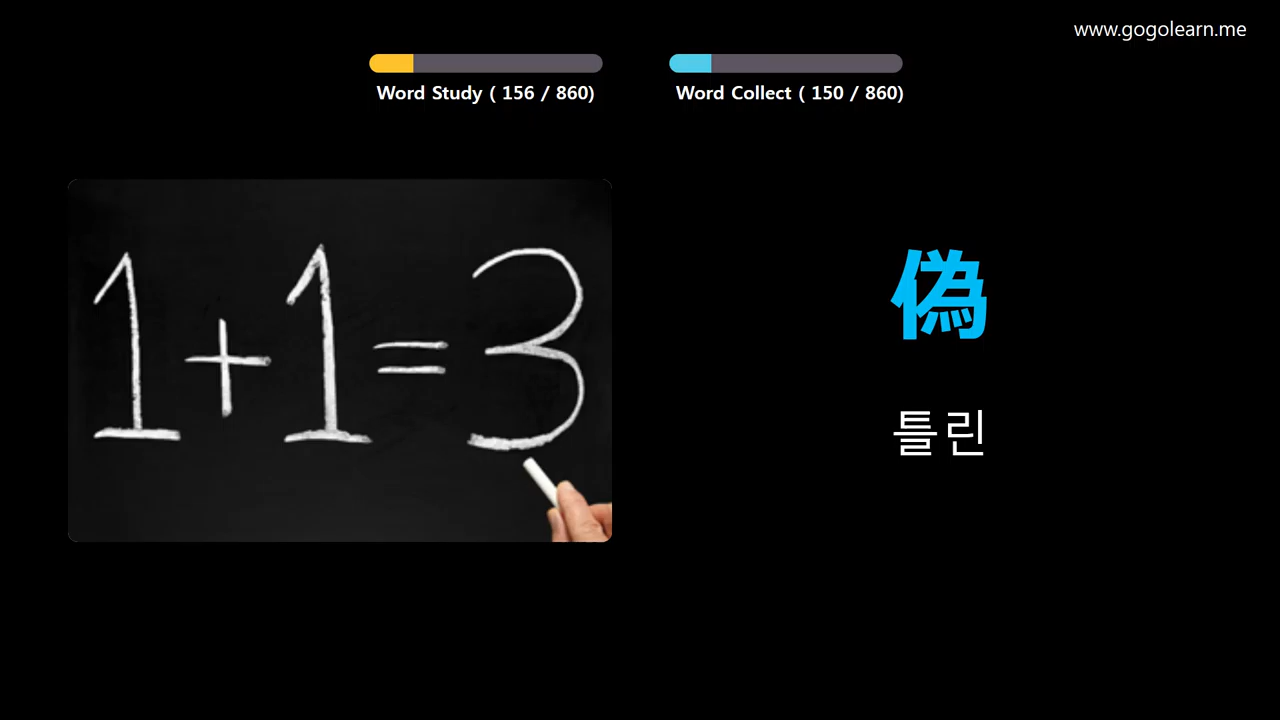 www.gogolearn.me
Word Study ( 156 / 860)
Word Collect ( 150 / 860)
1+1=3
偽
틀린